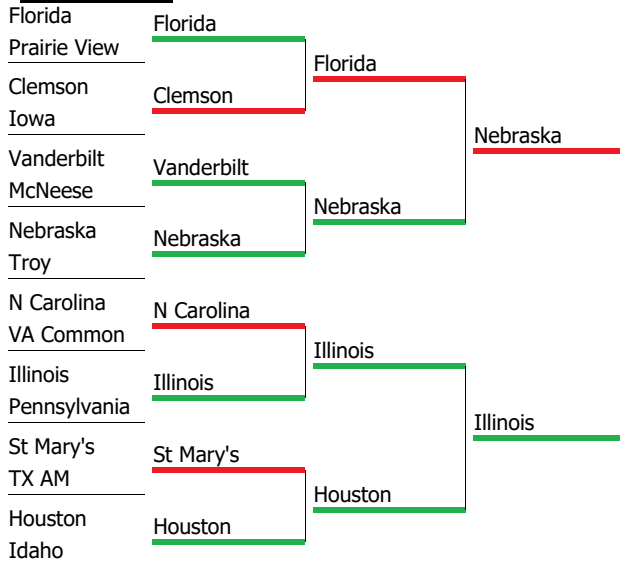 Florida
Prairie View
Clemson
Iowa
Vanderbilt
McNeese
Nebraska
Troy
N Carolina
VA Common
Illinois
Pennsylvania
St Mary's
TX AM
Houston
Idaho
Florida
Clemson
Vanderbilt
Nebraska
N Carolina
Illinois
St Mary's
Houston
Florida
Nebraska
Illinois
Houston
Nebraska
Illinois